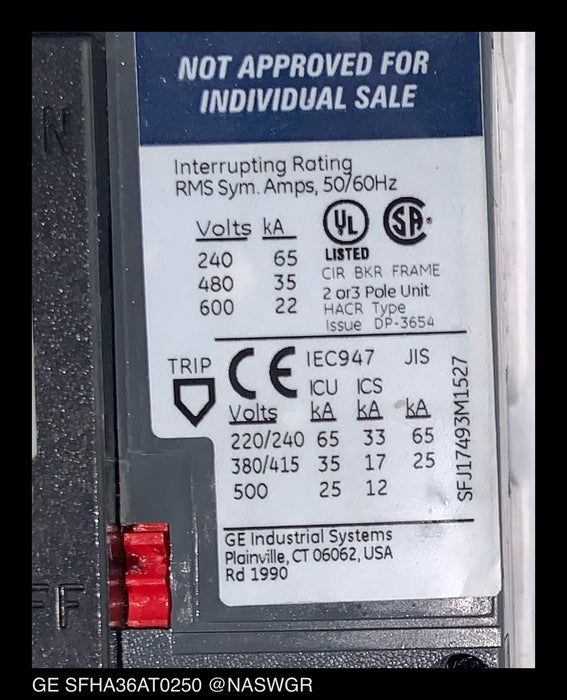 NOT APPROVED FOR
INDIVIDUAL SALE
N
Interrupting Rating
RMS Sym. Amps, 50/60Hz
Volts kA
240 65
480 35
600 22
UL SA®
LISTED
CIR BKR FRAME
2 or3 Pole Unit
HACR Type
Issue DP-3654
TRIP CE IEC947 JIS
ICU ICS
Volts kA kA kA
220/240 65 33 65
380/415 35 17 25
500 25 12
SFJ17493M1527
GE Industrial Systems
Plainville, CT 06062, USA
Rd 1990
FF
GE SFHA36AT0250 @NASWGR